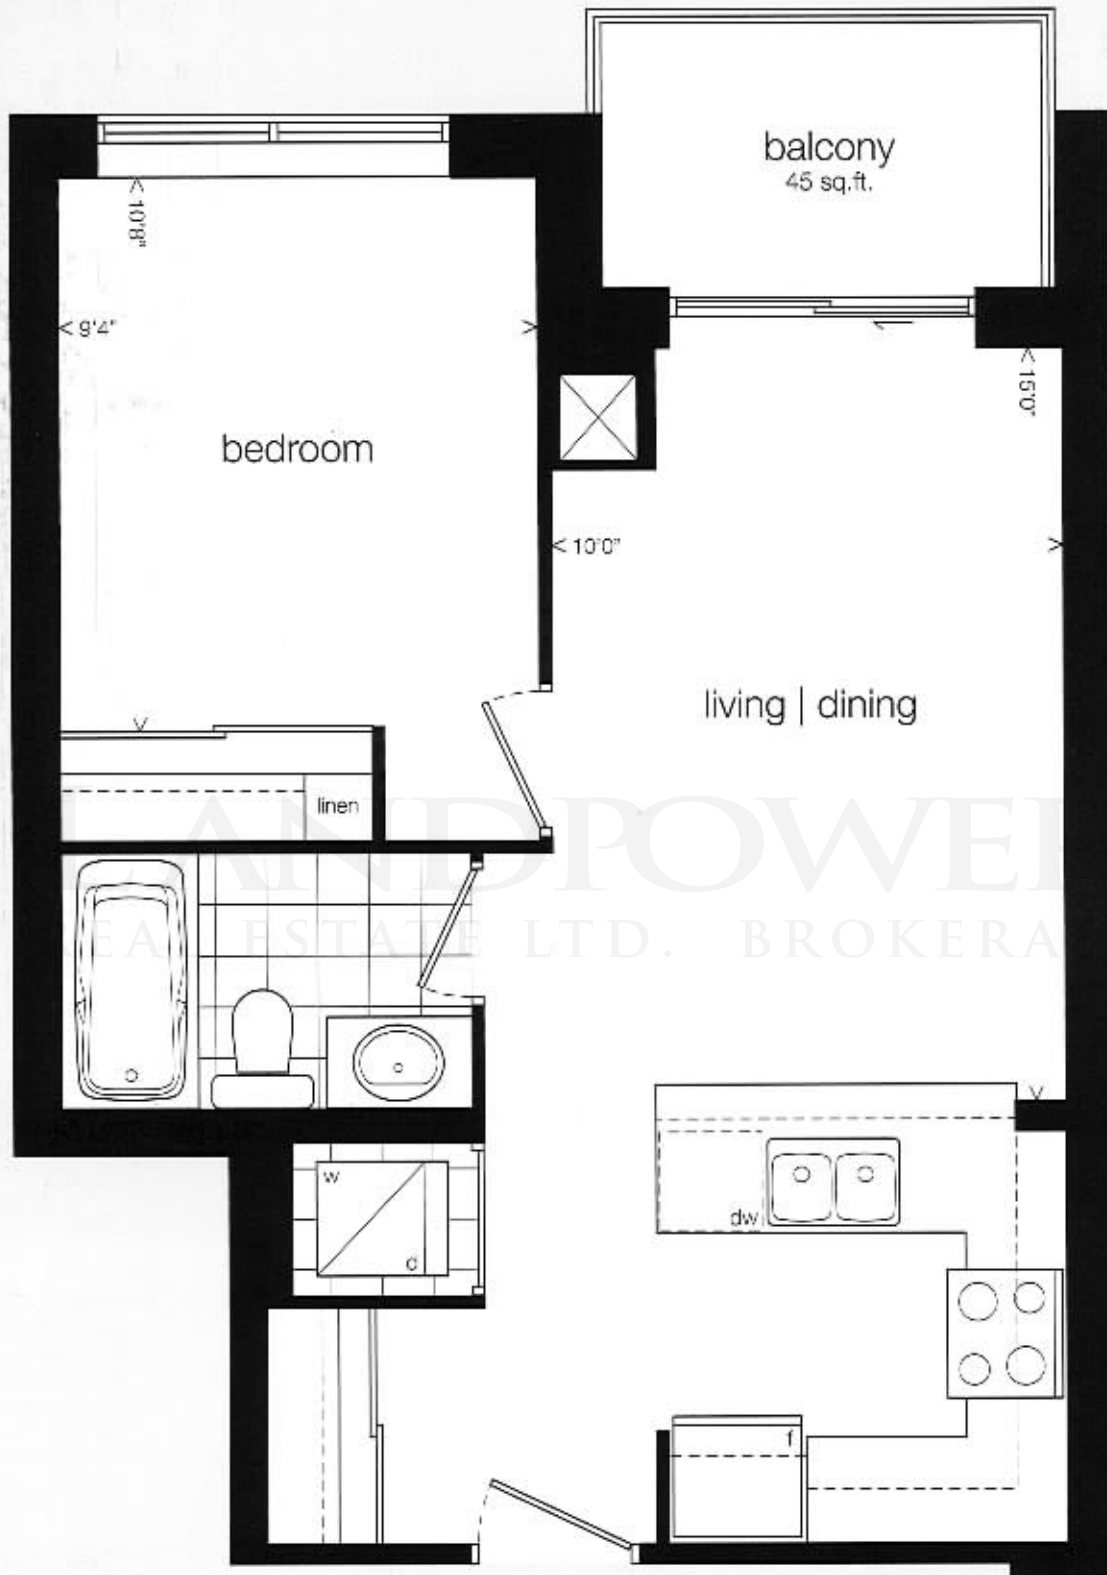 balcony
45 sq.ft.
10'8"
9'4"
15'0"
bedroom
10'0"
living | dining
linen
LANDPOWER
REAL ESTATE LTD. BROKERA
w
d
dw
f